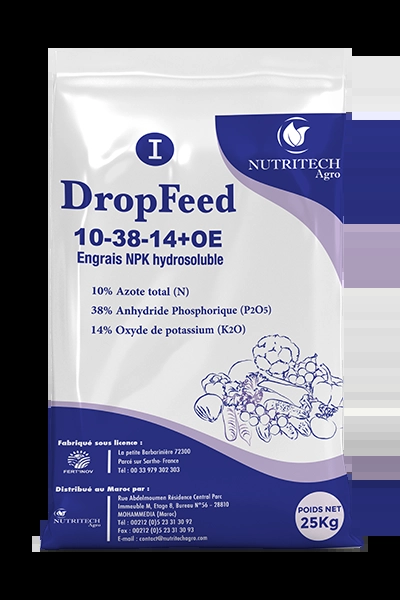 I
NUTRITECH
Agro
DropFeed
10-38-14+OE
Engrais NPK hydrosoluble
10% Azote total (N)
38% Anhydride Phosphorique (P2O5)
14% Oxyde de potassium (K2O)
Fabriqué sous licence :
FERTINOV
La petite Barbarinière 72300
Parcé sur Sartho- France
Tél : 00 33 979 302 303
Distribué au Maroc par :
NUTRITECH
Agro
Rua Abdelmoumen Résidence Central Parc
Immeuble M, Etage 8, Bureau N°56 - 28810
MOHAMMEDIA (Maroc)
Tél : 00212 (0)5 23 31 30 92
Fax : 00212 (0)5 23 31 30 93
E-mail : contact@nutritechagro.com
POIDS NET
25Kg